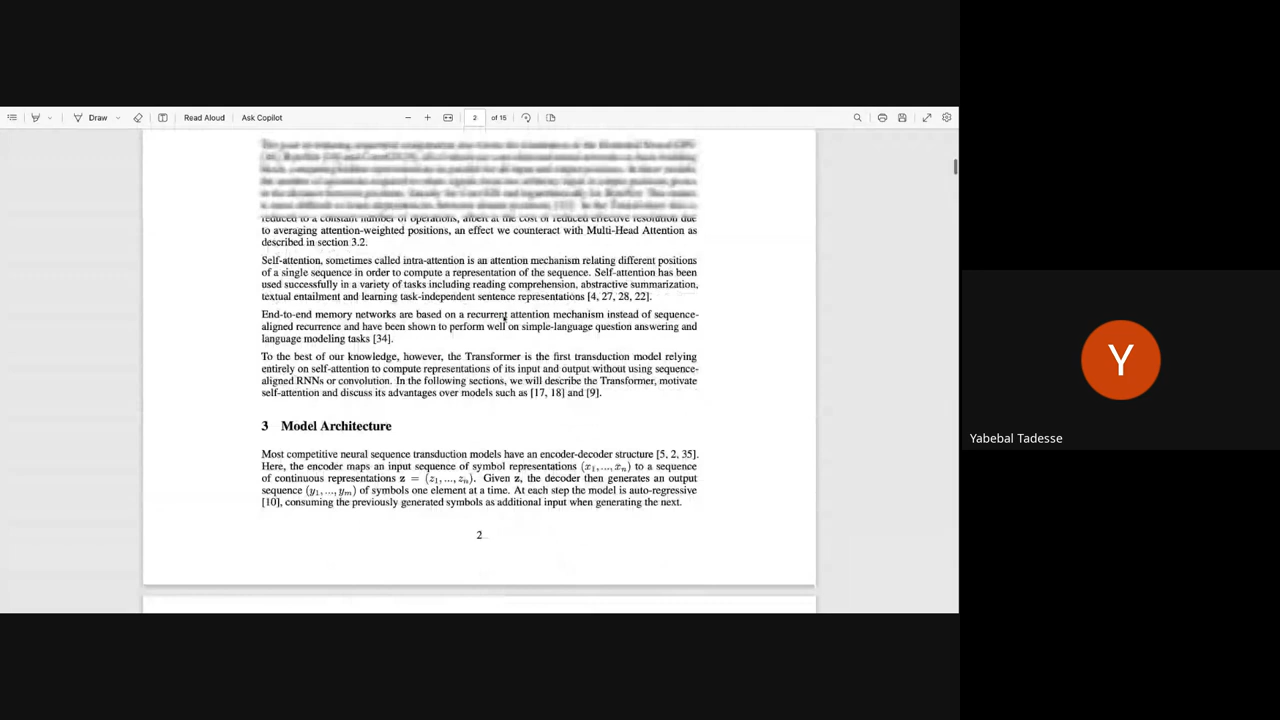 Draw
Read Aloud
Ask Copilot
2 of 15
reduced to a constant number of operations, albeit at the cost of reduced effective resolution due
to averaging attention-weighted positions, an effect we counteract with Multi-Head Attention as
described in section 3.2.
Self-attention, sometimes called intra-attention is an attention mechanism relating different positions
of a single sequence in order to compute a representation of the sequence. Self-attention has been
used successfully in a variety of tasks including reading comprehension, abstractive summarization,
textual entailment and learning task-independent sentence representations [4, 27, 28, 22].
End-to-end memory networks are based on a recurrent attention mechanism instead of sequence-
aligned recurrence and have been shown to perform well on simple-language question answering and
language modeling tasks [34].
To the best of our knowledge, however, the Transformer is the first transduction model relying
entirely on self-attention to compute representations of its input and output without using sequence-
aligned RNNs or convolution. In the following sections, we will describe the Transformer, motivate
self-attention and discuss its advantages over models such as [17, 18] and [9].
3 Model Architecture
Most competitive neural sequence transduction models have an encoder-decoder structure [5, 2, 35].
Here, the encoder maps an input sequence of symbol representations (x₁, ..., xₙ) to a sequence
of continuous representations z = (z₁, ..., zₙ). Given z, the decoder then generates an output
sequence (y₁, ..., yₘ) of symbols one element at a time. At each step the model is auto-regressive
[10], consuming the previously generated symbols as additional input when generating the next.
2
Y
Yabebal Tadesse